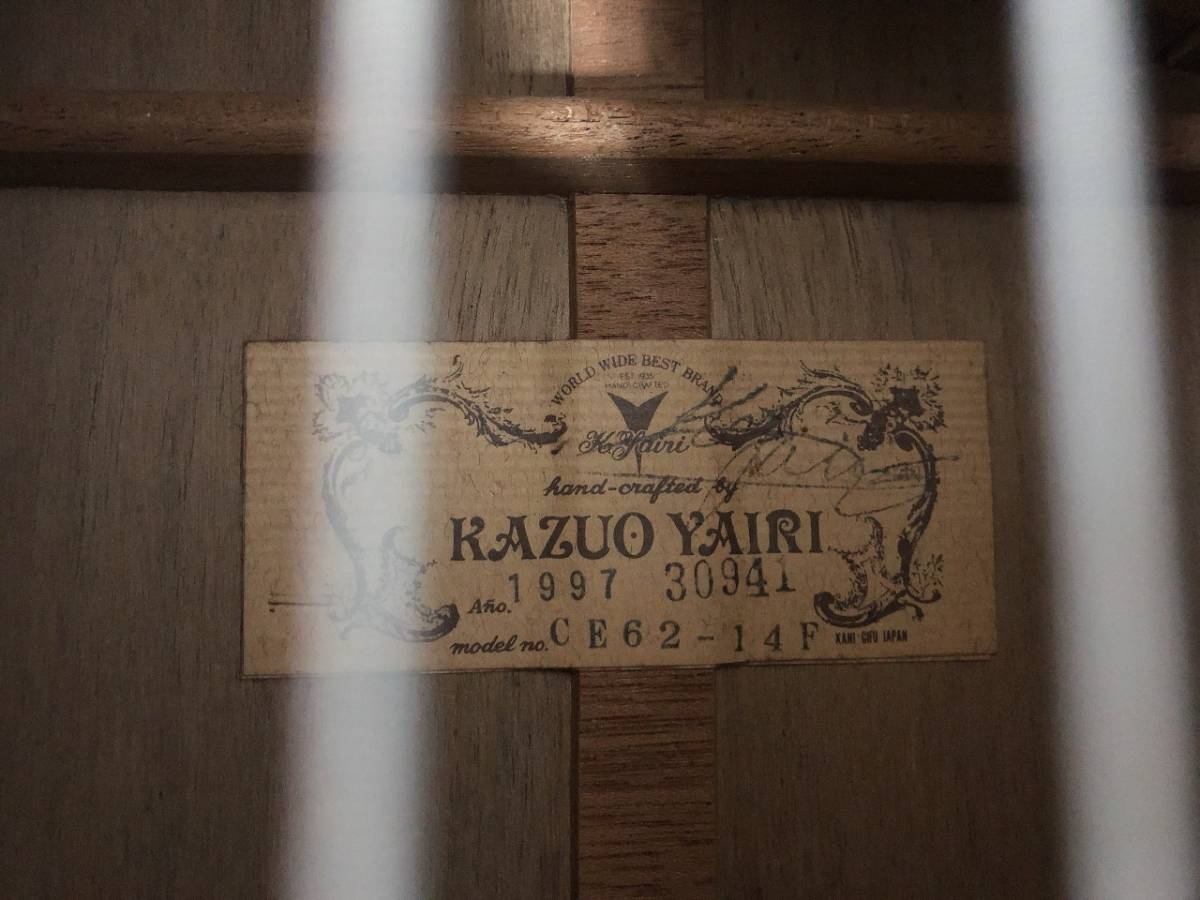 WORLD WIDE BEST BRAND
EST. 1935
HAND CRAFTED
K.Yairi
hand-crafted by
KAZUO YAIRI
Año. 1997 30941
model no. CE62-14F
KANI GIFU JAPAN